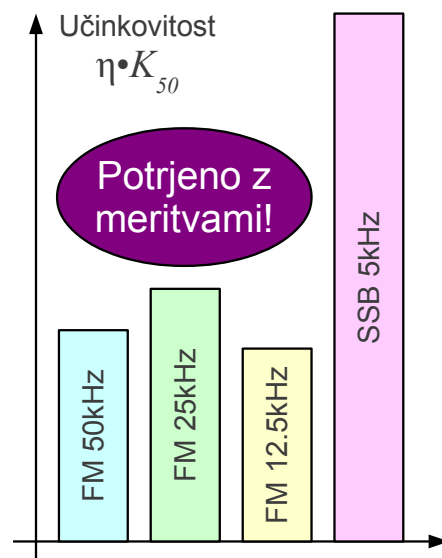 Učinkovitost
η•K₅₀
Potrjeno z
meritvami!
FM 50kHz
FM 25kHz
FM 12.5kHz
SSB 5kHz